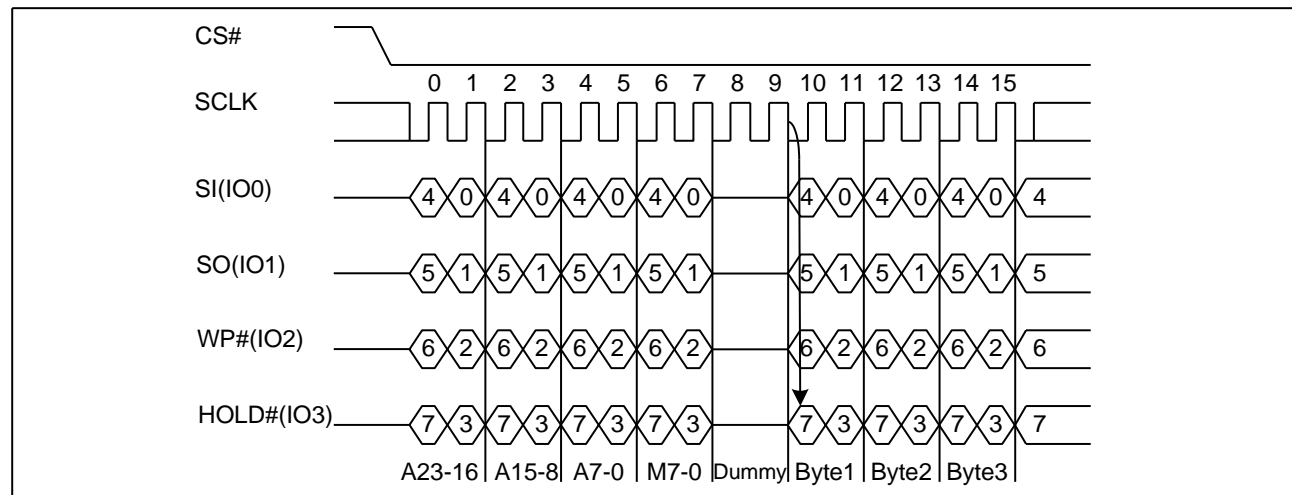 CS#
0 1 2 3 4 5 6 7 8 9 10 11 12 13 14 15
SCLK
SI(IO0) 4 0 4 0 4 0 4 0 4 0 4 0 4 0 4
SO(IO1) 5 1 5 1 5 1 5 1 5 1 5 1 5 1 5
WP#(IO2) 6 2 6 2 6 2 6 2 6 2 6 2 6 2 6
HOLD#(IO3) 7 3 7 3 7 3 7 3 7 3 7 3 7 3 7
A23-16 A15-8 A7-0 M7-0 Dummy Byte1 Byte2 Byte3